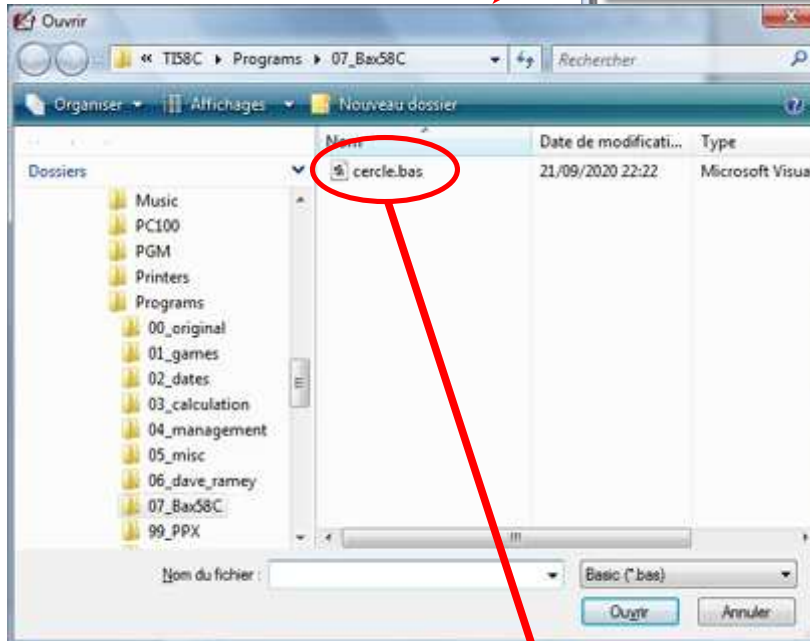 Ouvrir
« TI58C ▸ Programs ▸ 07_Bax58C
Rechercher
Organiser Affichages Nouveau dossier
Nom Date de modificati... Type
Dossiers
cercle.bas 21/09/2020 22:22 Microsoft Visua
Music
PC100
PGM
Printers
Programs
00_original
01_games
02_dates
03_calculation
04_management
05_misc
06_dave_ramey
07_Bax58C
99_PPX
Nom du fichier : Basic (*.bas)
Ouvrir Annuler